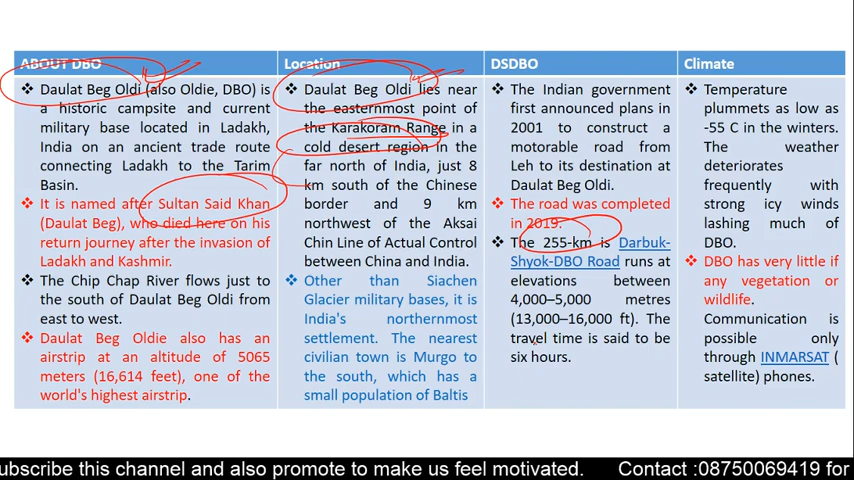 ABOUT DBO
❖ Daulat Beg Oldi (also Oldie, DBO) is
a historic campsite and current
military base located in Ladakh,
India on an ancient trade route
connecting Ladakh to the Tarim
Basin.
❖ It is named after Sultan Said Khan
(Daulat Beg), who died here on his
return journey after the invasion of
Ladakh and Kashmir.
❖ The Chip Chap River flows just to
the south of Daulat Beg Oldi from
east to west.
❖ Daulat Beg Oldie also has an
airstrip at an altitude of 5065
meters (16,614 feet), one of the
world's highest airstrip.
Location
❖ Daulat Beg Oldi lies near
the easternmost point of
the Karakoram Range in a
cold desert region in the
far north of India, just 8
km south of the Chinese
border and 9 km
northwest of the Aksai
Chin Line of Actual Control
between China and India.
❖ Other than Siachen
Glacier military bases, it is
India's northernmost
settlement. The nearest
civilian town is Murgo to
the south, which has a
small population of Baltis
DSDBO
❖ The Indian government
first announced plans in
2001 to construct a
motorable road from
Leh to its destination at
Daulat Beg Oldi.
❖ The road was completed
in 2019.
❖ The 255-km is Darbuk-
Shyok-DBO Road runs at
elevations between
4,000–5,000 metres
(13,000–16,000 ft). The
travel time is said to be
six hours.
Climate
❖ Temperature
plummets as low as
-55 C in the winters.
The weather
deteriorates
frequently with
strong icy winds
lashing much of
DBO.
❖ DBO has very little if
any vegetation or
wildlife.
Communication is
possible only
through INMARSAT (
satellite) phones.
ubscribe this channel and also promote to make us feel motivated. Contact :08750069419 for